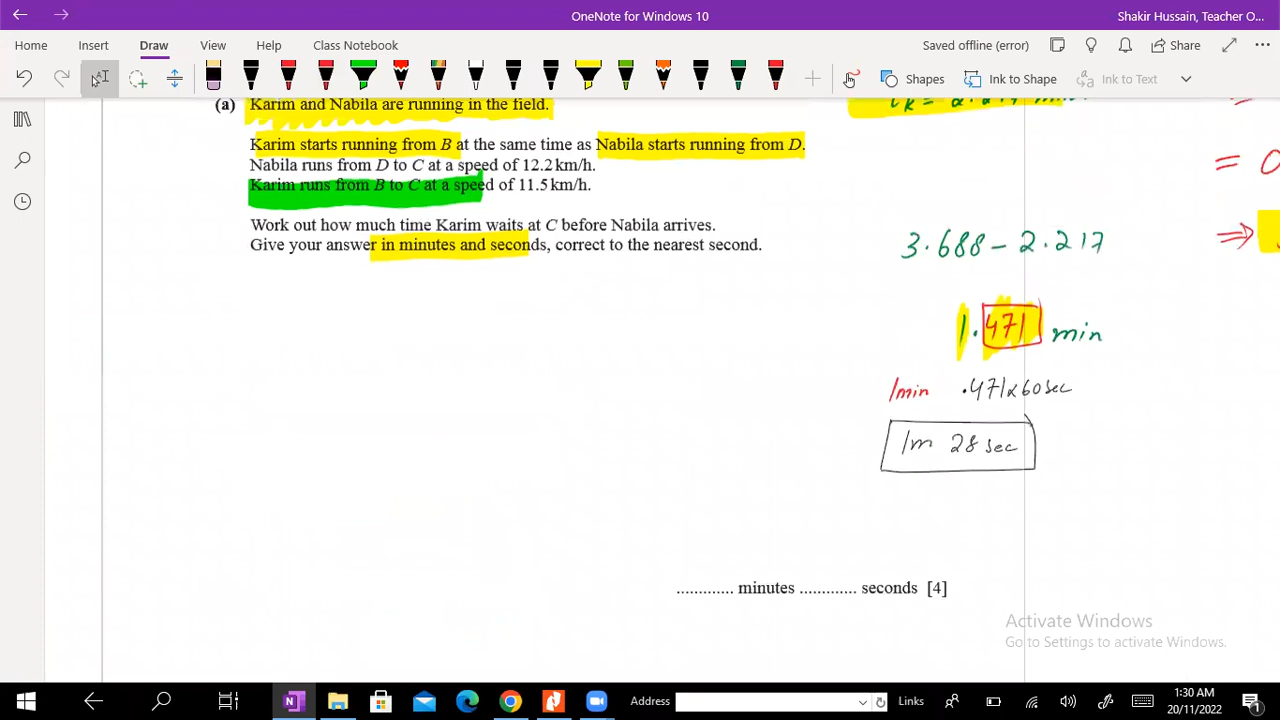 OneNote for Windows 10
Shakir Hussain, Teacher O...
Home Insert Draw View Help Class Notebook
Saved offline (error) Share
Shapes Ink to Shape Ink to Text
(a) Karim and Nabila are running in the field.
Karim starts running from B at the same time as Nabila starts running from D.
Nabila runs from D to C at a speed of 12.2 km/h.
Karim runs from B to C at a speed of 11.5 km/h.
Work out how much time Karim waits at C before Nabila arrives.
Give your answer in minutes and seconds, correct to the nearest second.
= 0
3.688 - 2.217
⇒
1.471 min
1min .471x60sec
1m 28 sec
............. minutes ............. seconds [4]
Activate Windows
Go to Settings to activate Windows.
Address
Links
1:30 AM
20/11/2022